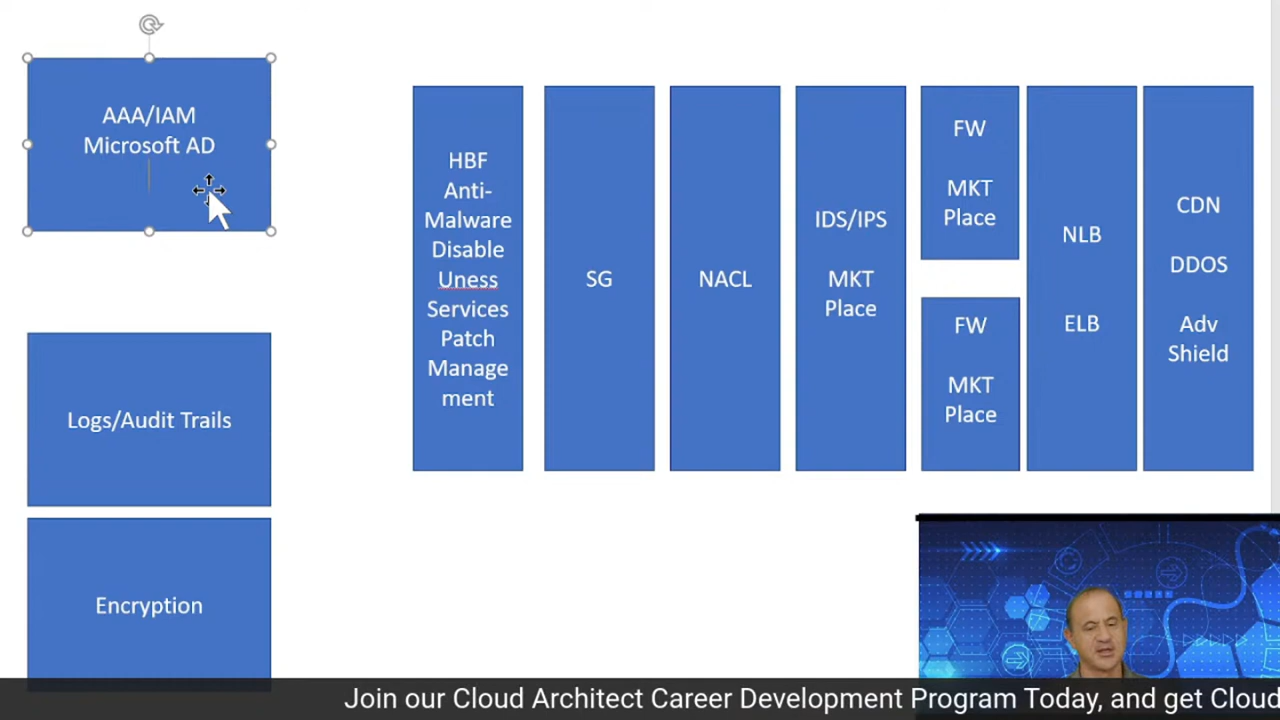 AAA/IAM
Microsoft AD
Logs/Audit Trails
Encryption
HBF
Anti-
Malware
Disable
Uness
Services
Patch
Manage
ment
SG
NACL
IDS/IPS
MKT
Place
FW
MKT
Place
FW
MKT
Place
NLB
ELB
CDN
DDOS
Adv
Shield
Join our Cloud Architect Career Development Program Today, and get Cloud